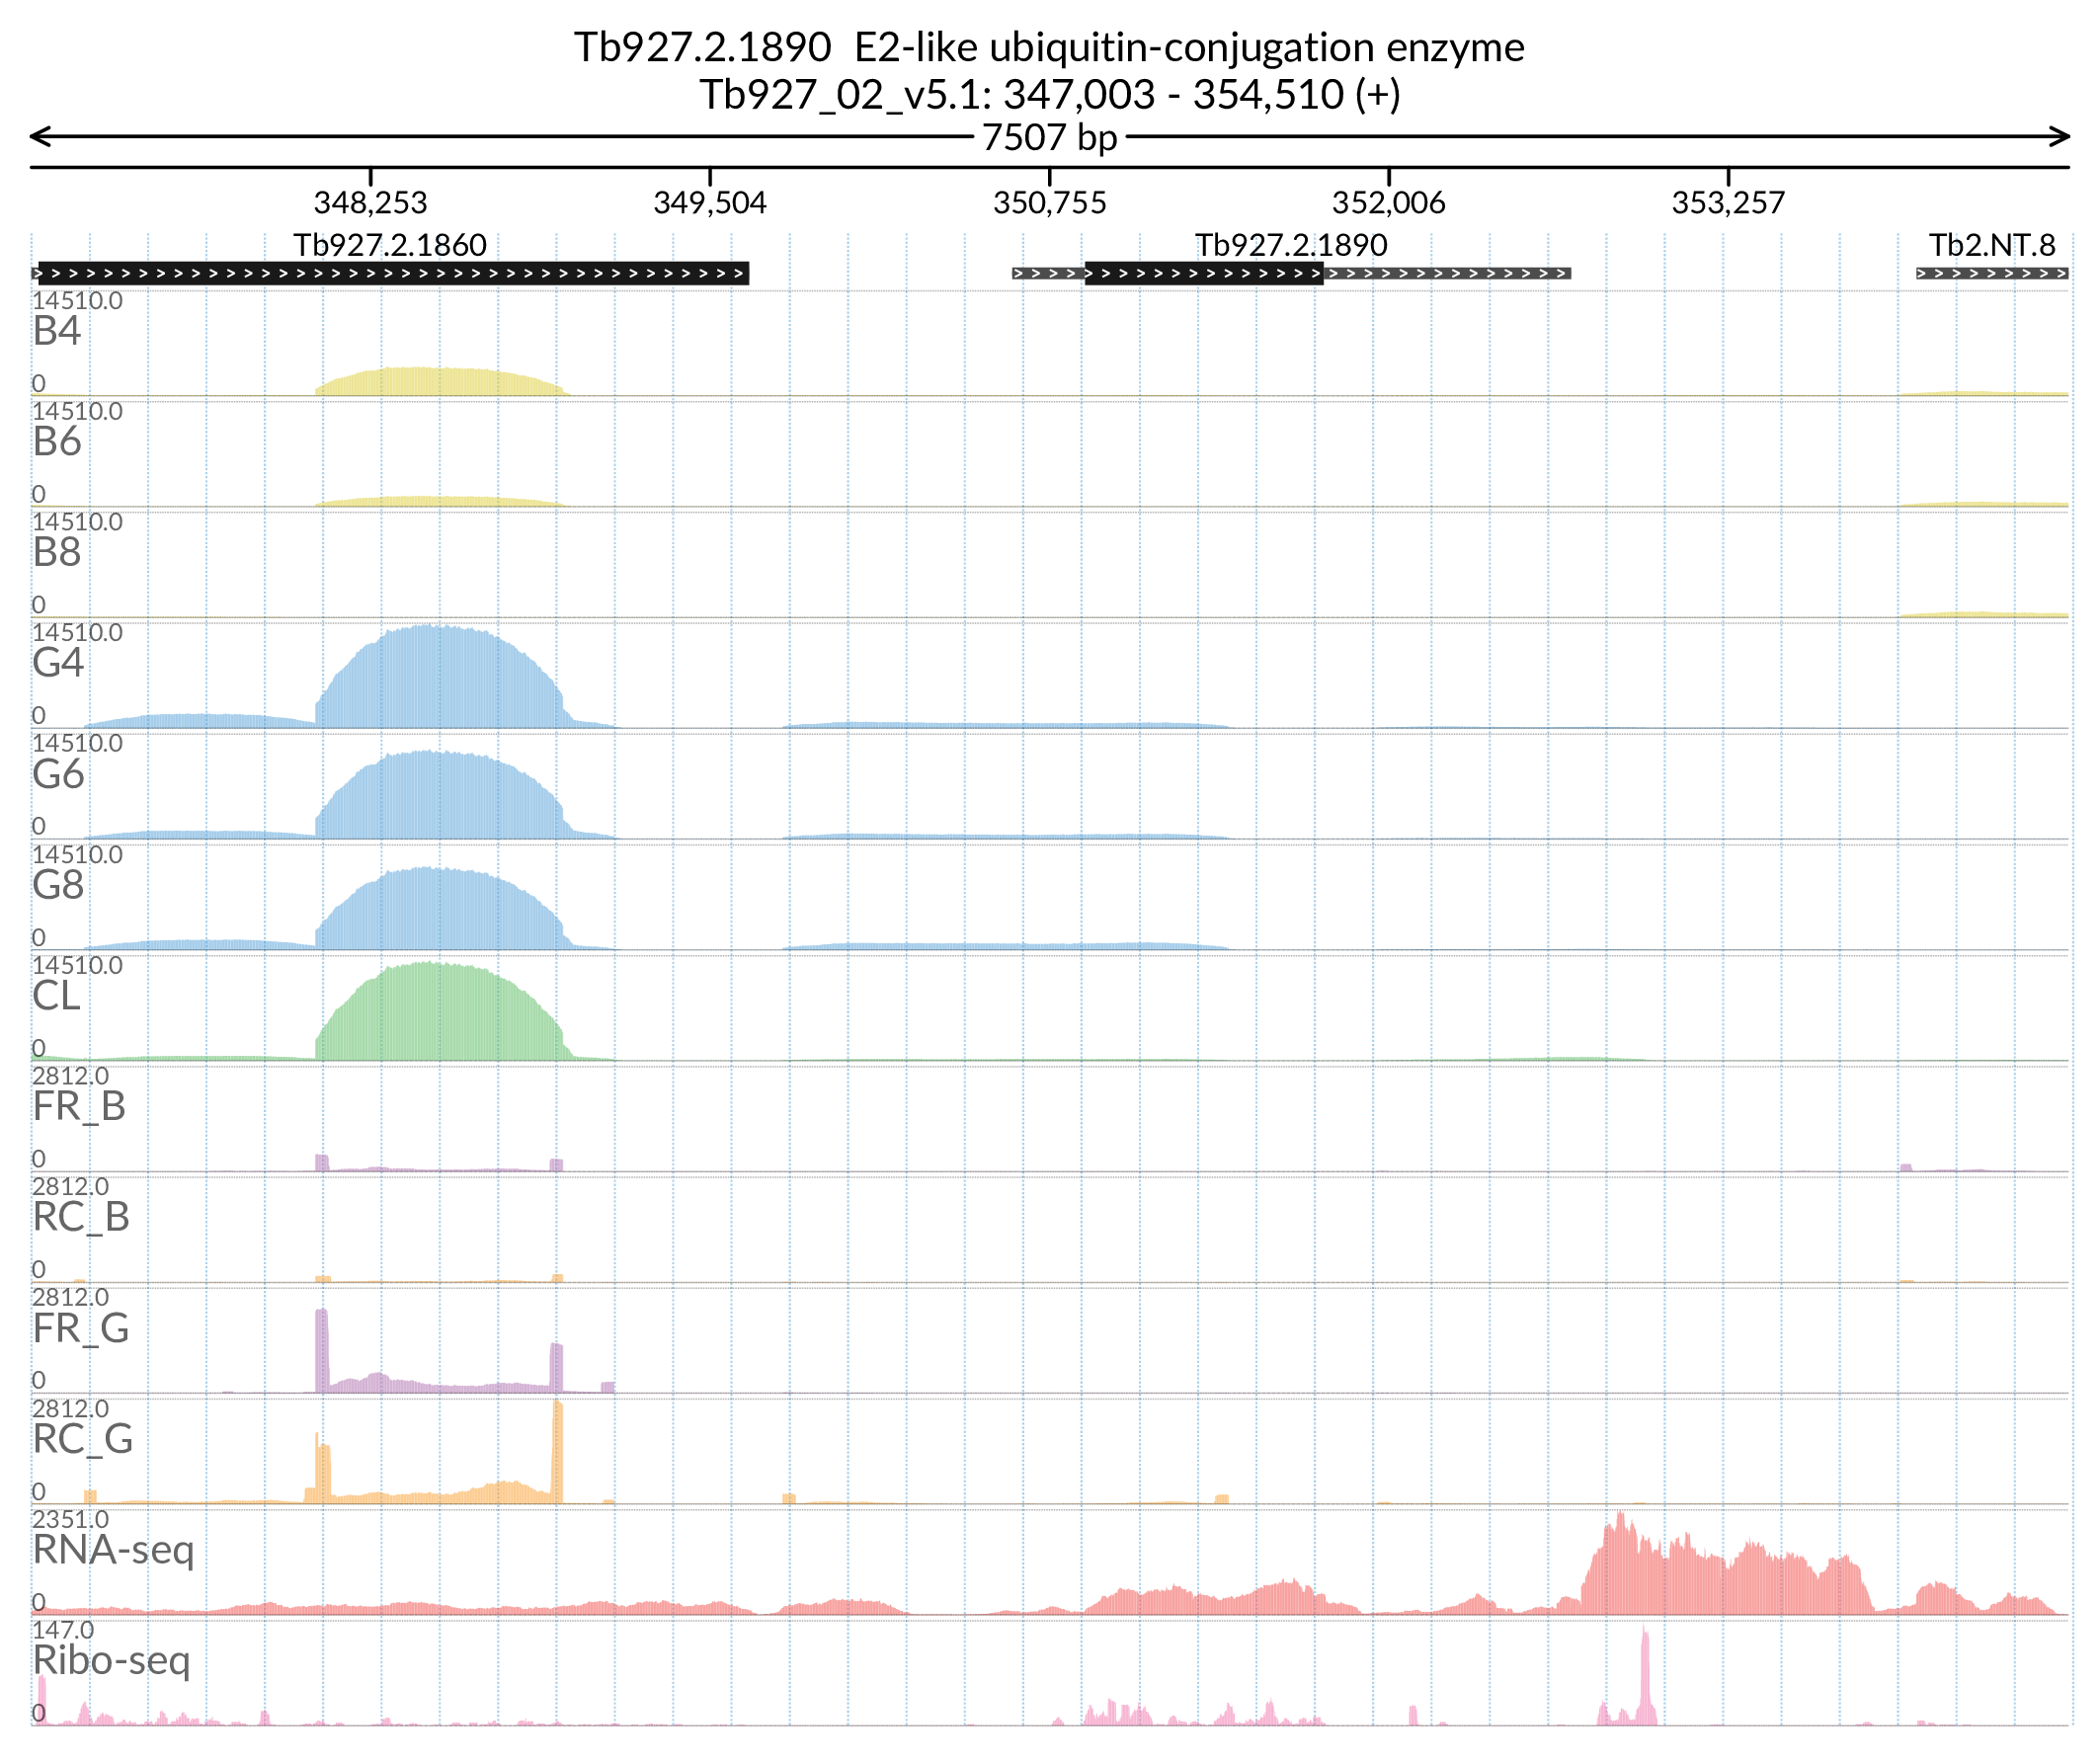 Tb927.2.1890  E2-like ubiquitin-conjugation enzyme
Tb927_02_v5.1: 347,003 - 354,510 (+)
7507 bp
348,253 349,504 350,755 352,006 353,257
Tb927.2.1860 Tb927.2.1890 Tb2.NT.8
14510.0
B4
0
14510.0
B6
0
14510.0
B8
0
14510.0
G4
0
14510.0
G6
0
14510.0
G8
0
14510.0
CL
0
2812.0
FR_B
0
2812.0
RC_B
0
2812.0
FR_G
0
2812.0
RC_G
0
2351.0
RNA-seq
0
147.0
Ribo-seq
0